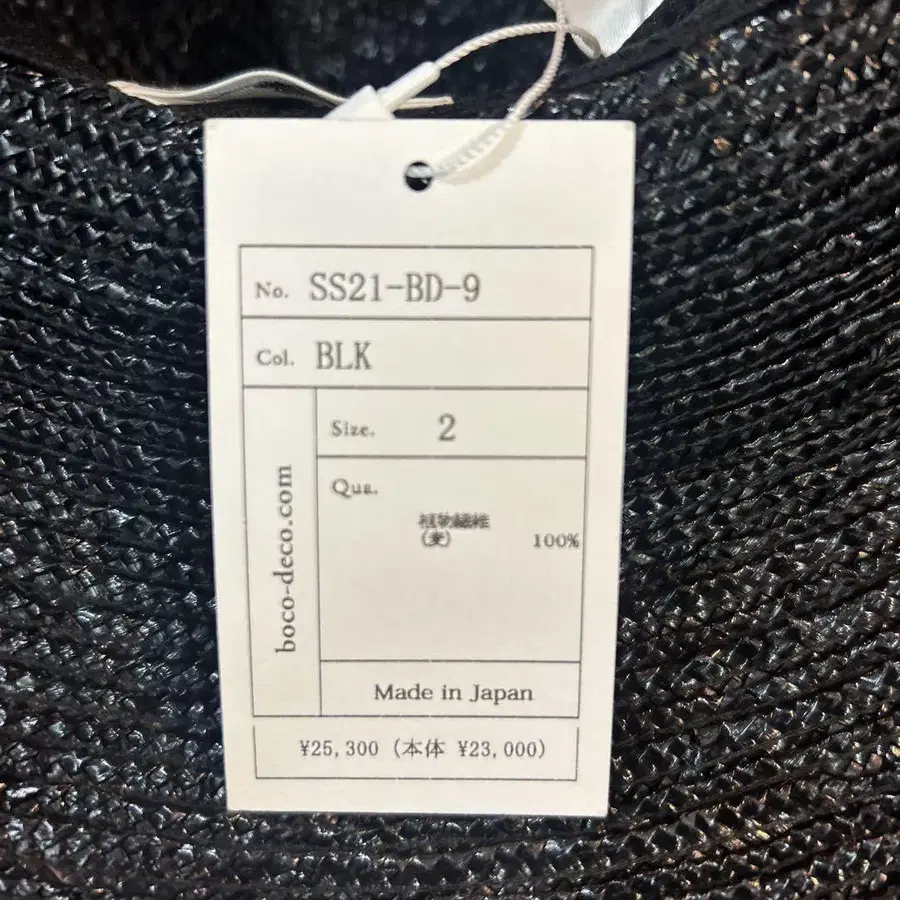 No. SS21-BD-9
Col. BLK
boco-deco.com
Size. 2
Qua.
植物繊維
(麦) 100%
Made in Japan
¥25,300 (本体 ¥23,000)